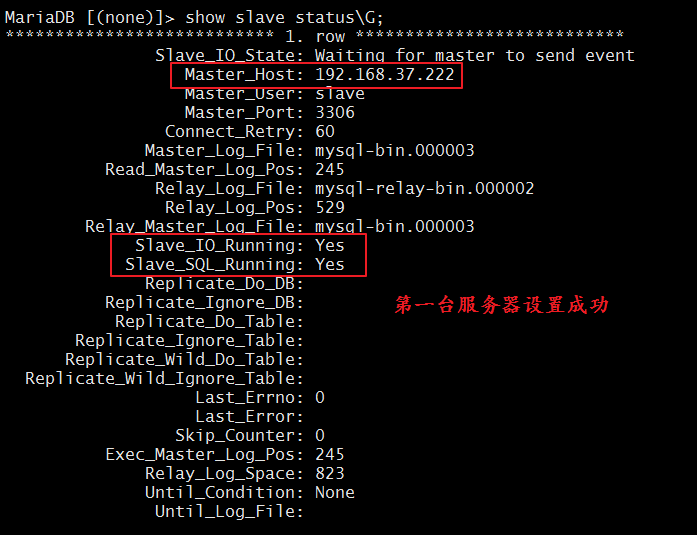 MariaDB [(none)]> show slave status\G;
*************************** 1. row ***************************
Slave_IO_State: Waiting for master to send event
Master_Host: 192.168.37.222
Master_User: slave
Master_Port: 3306
Connect_Retry: 60
Master_Log_File: mysql-bin.000003
Read_Master_Log_Pos: 245
Relay_Log_File: mysql-relay-bin.000002
Relay_Log_Pos: 529
Relay_Master_Log_File: mysql-bin.000003
Slave_IO_Running: Yes
Slave_SQL_Running: Yes
Replicate_Do_DB:
Replicate_Ignore_DB:
第一台服务器设置成功
Replicate_Do_Table:
Replicate_Ignore_Table:
Replicate_Wild_Do_Table:
Replicate_Wild_Ignore_Table:
Last_Errno: 0
Last_Error:
Skip_Counter: 0
Exec_Master_Log_Pos: 245
Relay_Log_Space: 823
Until_Condition: None
Until_Log_File: